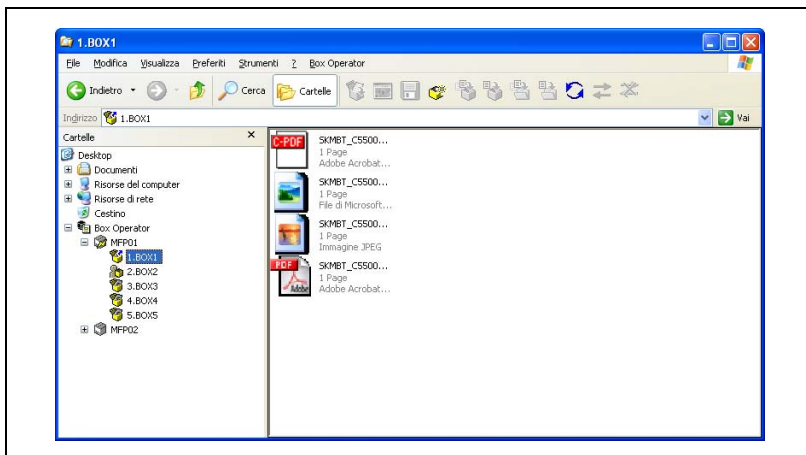 1.BOX1
File Modifica Visualizza Preferiti Strumenti ? Box Operator
Indietro Cerca Cartelle
Indirizzo 1.BOX1 Vai
Cartelle
Desktop
Documenti
Risorse del computer
Risorse di rete
Cestino
Box Operator
MFP01
1.BOX1
2.BOX2
3.BOX3
4.BOX4
5.BOX5
MFP02
C-PDF
SKMBT_C5500...
1 Page
Adobe Acrobat...
SKMBT_C5500...
1 Page
File di Microsoft...
SKMBT_C5500...
1 Page
Immagine JPEG
PDF
Adobe
SKMBT_C5500...
1 Page
Adobe Acrobat...